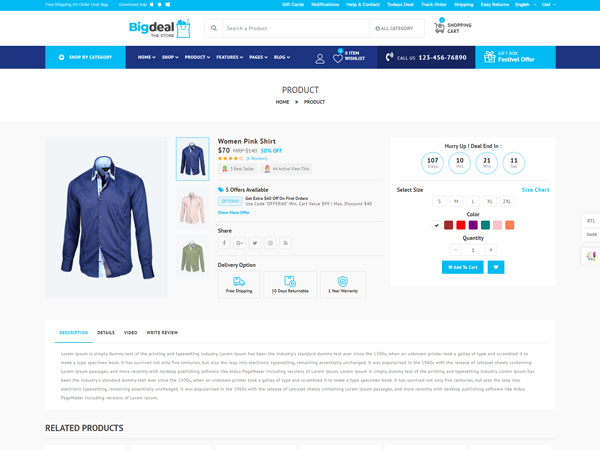 Free Shipping On Order Over $99
Download App
Gift Cards Notifications Help & Contact Todays Deal Track Order Shipping Easy Returns English Usd
Bigdeal
THE STORE
Search a Product
ALL CATEGORY
SHOPPING
CART
SHOP BY CATEGORY
HOME SHOP PRODUCT FEATURES PAGES BLOG
0 ITEM
WISHLIST
CALL US 123-456-76890
GIFT BOX
Festivel Offer
PRODUCT
HOME » PRODUCT
Women Pink Shirt
$70 MRP $140 50% OFF
(6 Reviews)
3 Best Seller
44 Active View This
5 Offers Available
OFFER40
Get Extra $40 Off On First Orders
Use Code "OFFER40" Min. Cart Value $99 | Max. Discount $40
Show More Offer
Share
Delivery Option
Free Shipping
10 Days Returnable
1 Year Warranty
Hurry Up ! Deal End In :
107 10 21 11
Days Hrs Min Sec
Select Size
Size Chart
S M L XL 2XL
Color
Quantity
- 1 +
Add To Cart
RTL
DARK
DESCRIPTION DETAILS VIDEO WRITE REVIEW
Lorem Ipsum is simply dummy text of the printing and typesetting industry. Lorem Ipsum has been the industry's standard dummy text ever since the 1500s, when an unknown printer took a galley of type and scrambled it to
make a type specimen book. It has survived not only five centuries, but also the leap into electronic typesetting, remaining essentially unchanged. It was popularised in the 1960s with the release of Letraset sheets containing
Lorem Ipsum passages, and more recently with desktop publishing software like Aldus PageMaker including versions of Lorem Ipsum. Lorem Ipsum is simply dummy text of the printing and typesetting industry. Lorem Ipsum has
been the industry's standard dummy text ever since the 1500s, when an unknown printer took a galley of type and scrambled it to make a type specimen book. It has survived not only five centuries, but also the leap into
electronic typesetting, remaining essentially unchanged. It was popularised in the 1960s with the release of Letraset sheets containing Lorem Ipsum passages, and more recently with desktop publishing software like Aldus
PageMaker including versions of Lorem Ipsum.
RELATED PRODUCTS